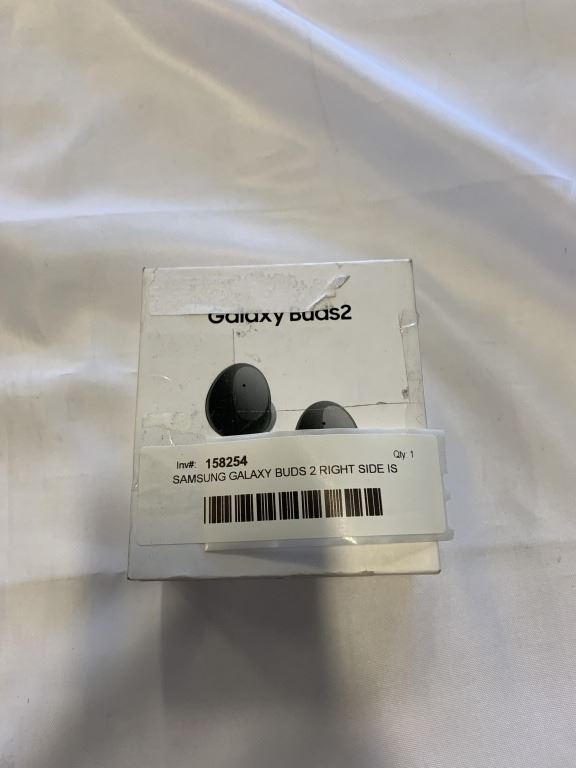 Galaxy Buds2
Inv#: 158254 Qty: 1
SAMSUNG GALAXY BUDS 2 RIGHT SIDE IS